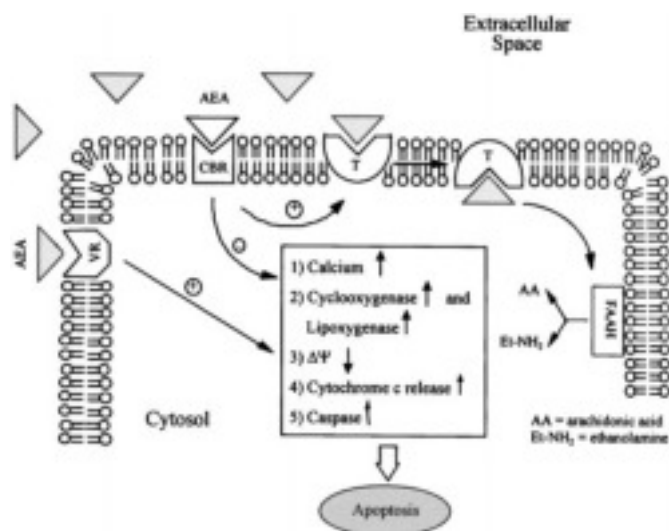 Extracellular
Space
AEA
CBR
T
T
AEA
VR
+
-
+
1) Calcium ↑
2) Cyclooxygenase ↑ and
Lipoxygenase ↑
3) ΔΨ ↓
4) Cytochrome c release ↑
5) Caspase ↑
AA
Et-NH₂
FAAH
Cytosol
AA = arachidonic acid
Et-NH₂ = ethanolamine
Apoptosis